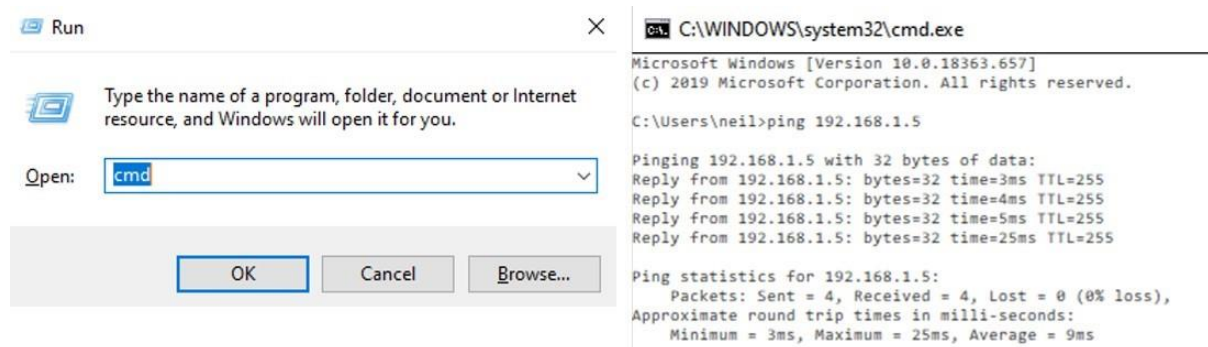 Run
Type the name of a program, folder, document or Internet
resource, and Windows will open it for you.
Open:
cmd
OK
Cancel
Browse...
C:\WINDOWS\system32\cmd.exe
Microsoft Windows [Version 10.0.18363.657]
(c) 2019 Microsoft Corporation. All rights reserved.
C:\Users\neil>ping 192.168.1.5
Pinging 192.168.1.5 with 32 bytes of data:
Reply from 192.168.1.5: bytes=32 time=3ms TTL=255
Reply from 192.168.1.5: bytes=32 time=4ms TTL=255
Reply from 192.168.1.5: bytes=32 time=5ms TTL=255
Reply from 192.168.1.5: bytes=32 time=25ms TTL=255
Ping statistics for 192.168.1.5:
Packets: Sent = 4, Received = 4, Lost = 0 (0% loss),
Approximate round trip times in milli-seconds:
Minimum = 3ms, Maximum = 25ms, Average = 9ms